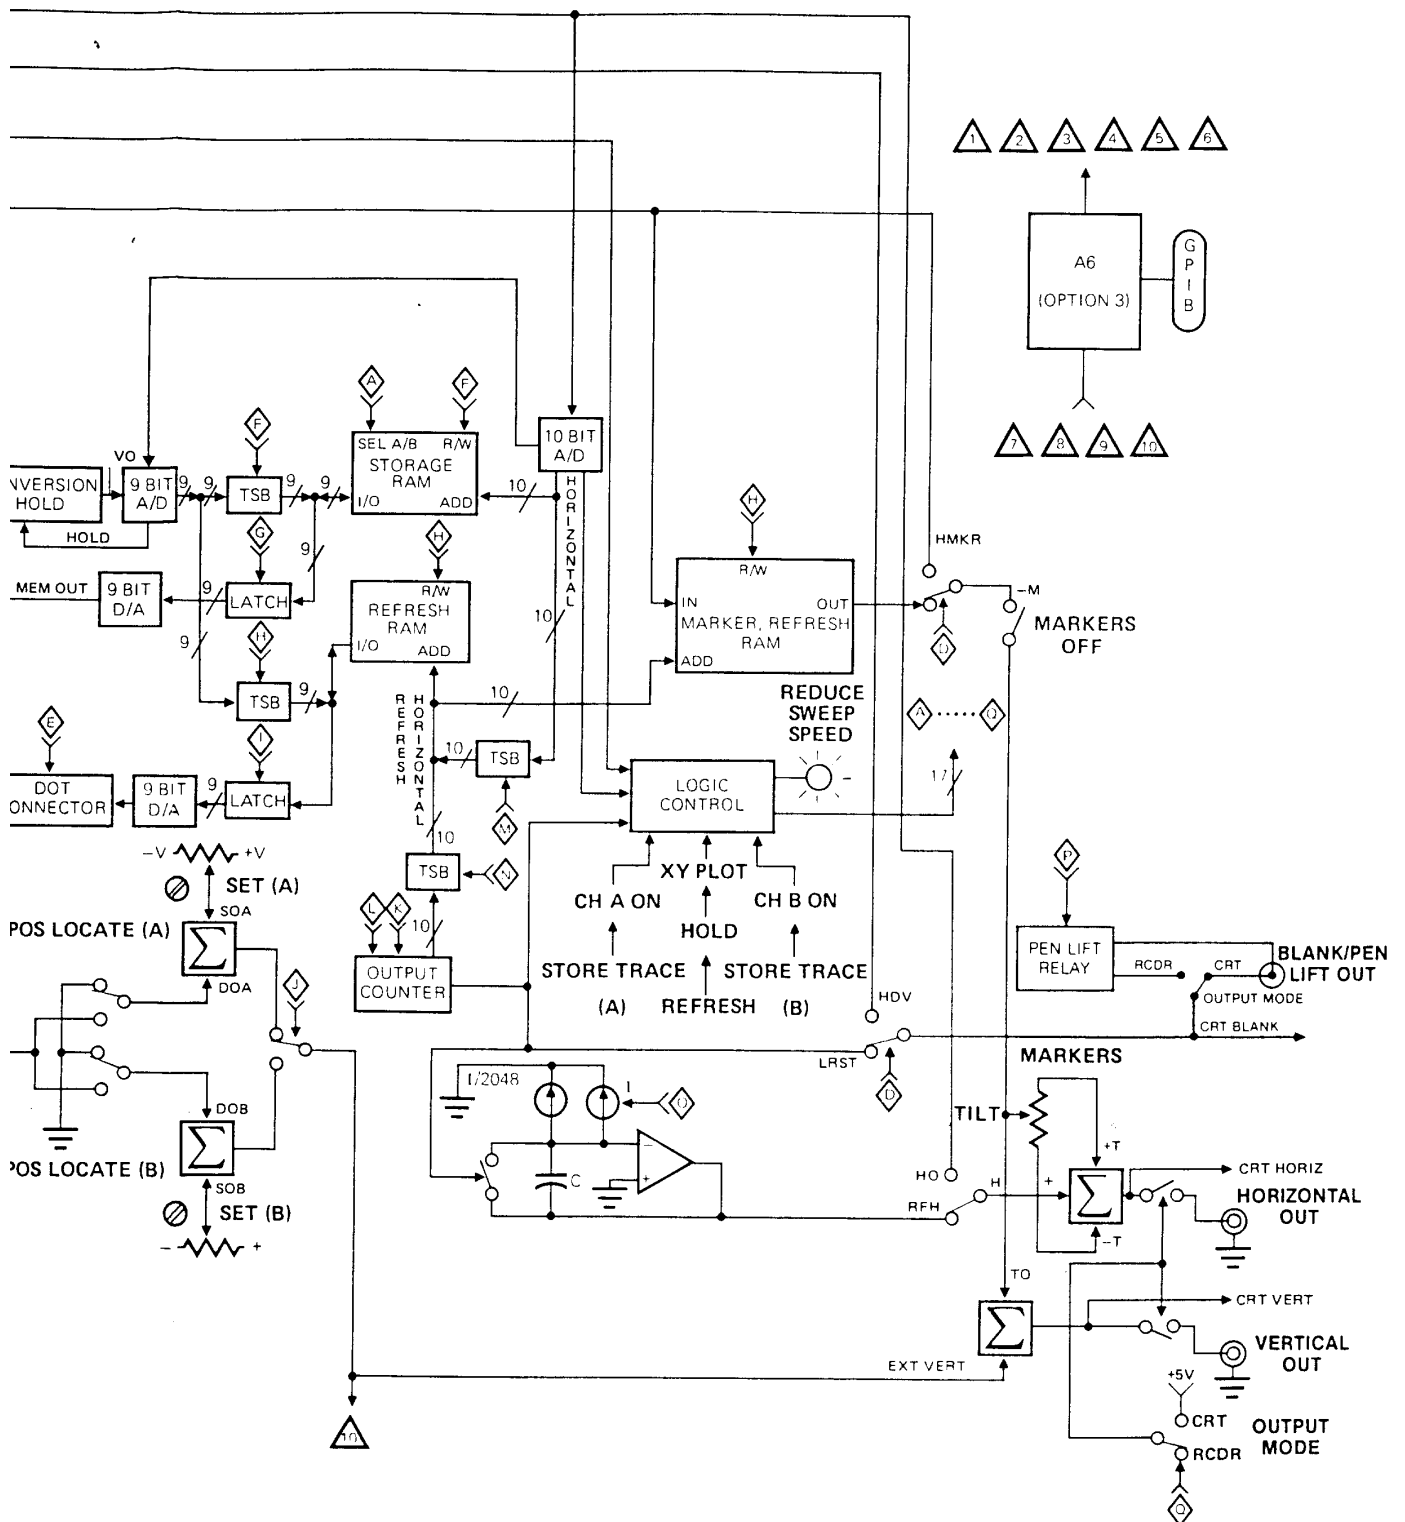 1 2 3 4 5 6
A6
(OPTION 3)
GPIB
7 8 9 10
A
F
F
VO
SEL A/B R/W
STORAGE
RAM
I/O ADD
10 BIT
A/D
HORIZONTAL
NVERSION
HOLD
9 BIT
A/D
9 9
TSB
9 9
10
HOLD
G
9
H
H
HMKR
MEM OUT
9 BIT
D/A
9
LATCH
R/W
REFRESH
RAM
I/O
ADD
10
R/W
IN OUT
MARKER, REFRESH
RAM
ADD
-M
MARKERS
OFF
D
H
9
TSB
9
10
REFRESH
HORIZONTAL
REDUCE
SWEEP
SPEED
A Q
E
I
10
TSB
LOGIC
CONTROL
17
DOT
ONNECTOR
9 BIT
D/A
9
LATCH
M
10
-V +V
SET (A)
SOA
TSB
N
XY PLOT
P
L K
10
CH A ON
CH B ON
HOLD
POS LOCATE (A)
Σ
DOA
OUTPUT
COUNTER
STORE TRACE
STORE TRACE
(A)
REFRESH
(B)
PEN LIFT
RELAY
RCDR
CRT
BLANK/PEN
LIFT OUT
OUTPUT MODE
J
HDV
CRT BLANK
LRST
D
MARKERS
I/2048
I
O
TILT
+T
DOB
Σ
POS LOCATE (B)
SOB
SET (B)
- +
C
-
+
HO
H
RFH
+
Σ
-T
CRT HORIZ
HORIZONTAL
OUT
TO
Σ
CRT VERT
EXT VERT
VERTICAL
OUT
+5V
CRT
RCDR
OUTPUT
MODE
10
Q